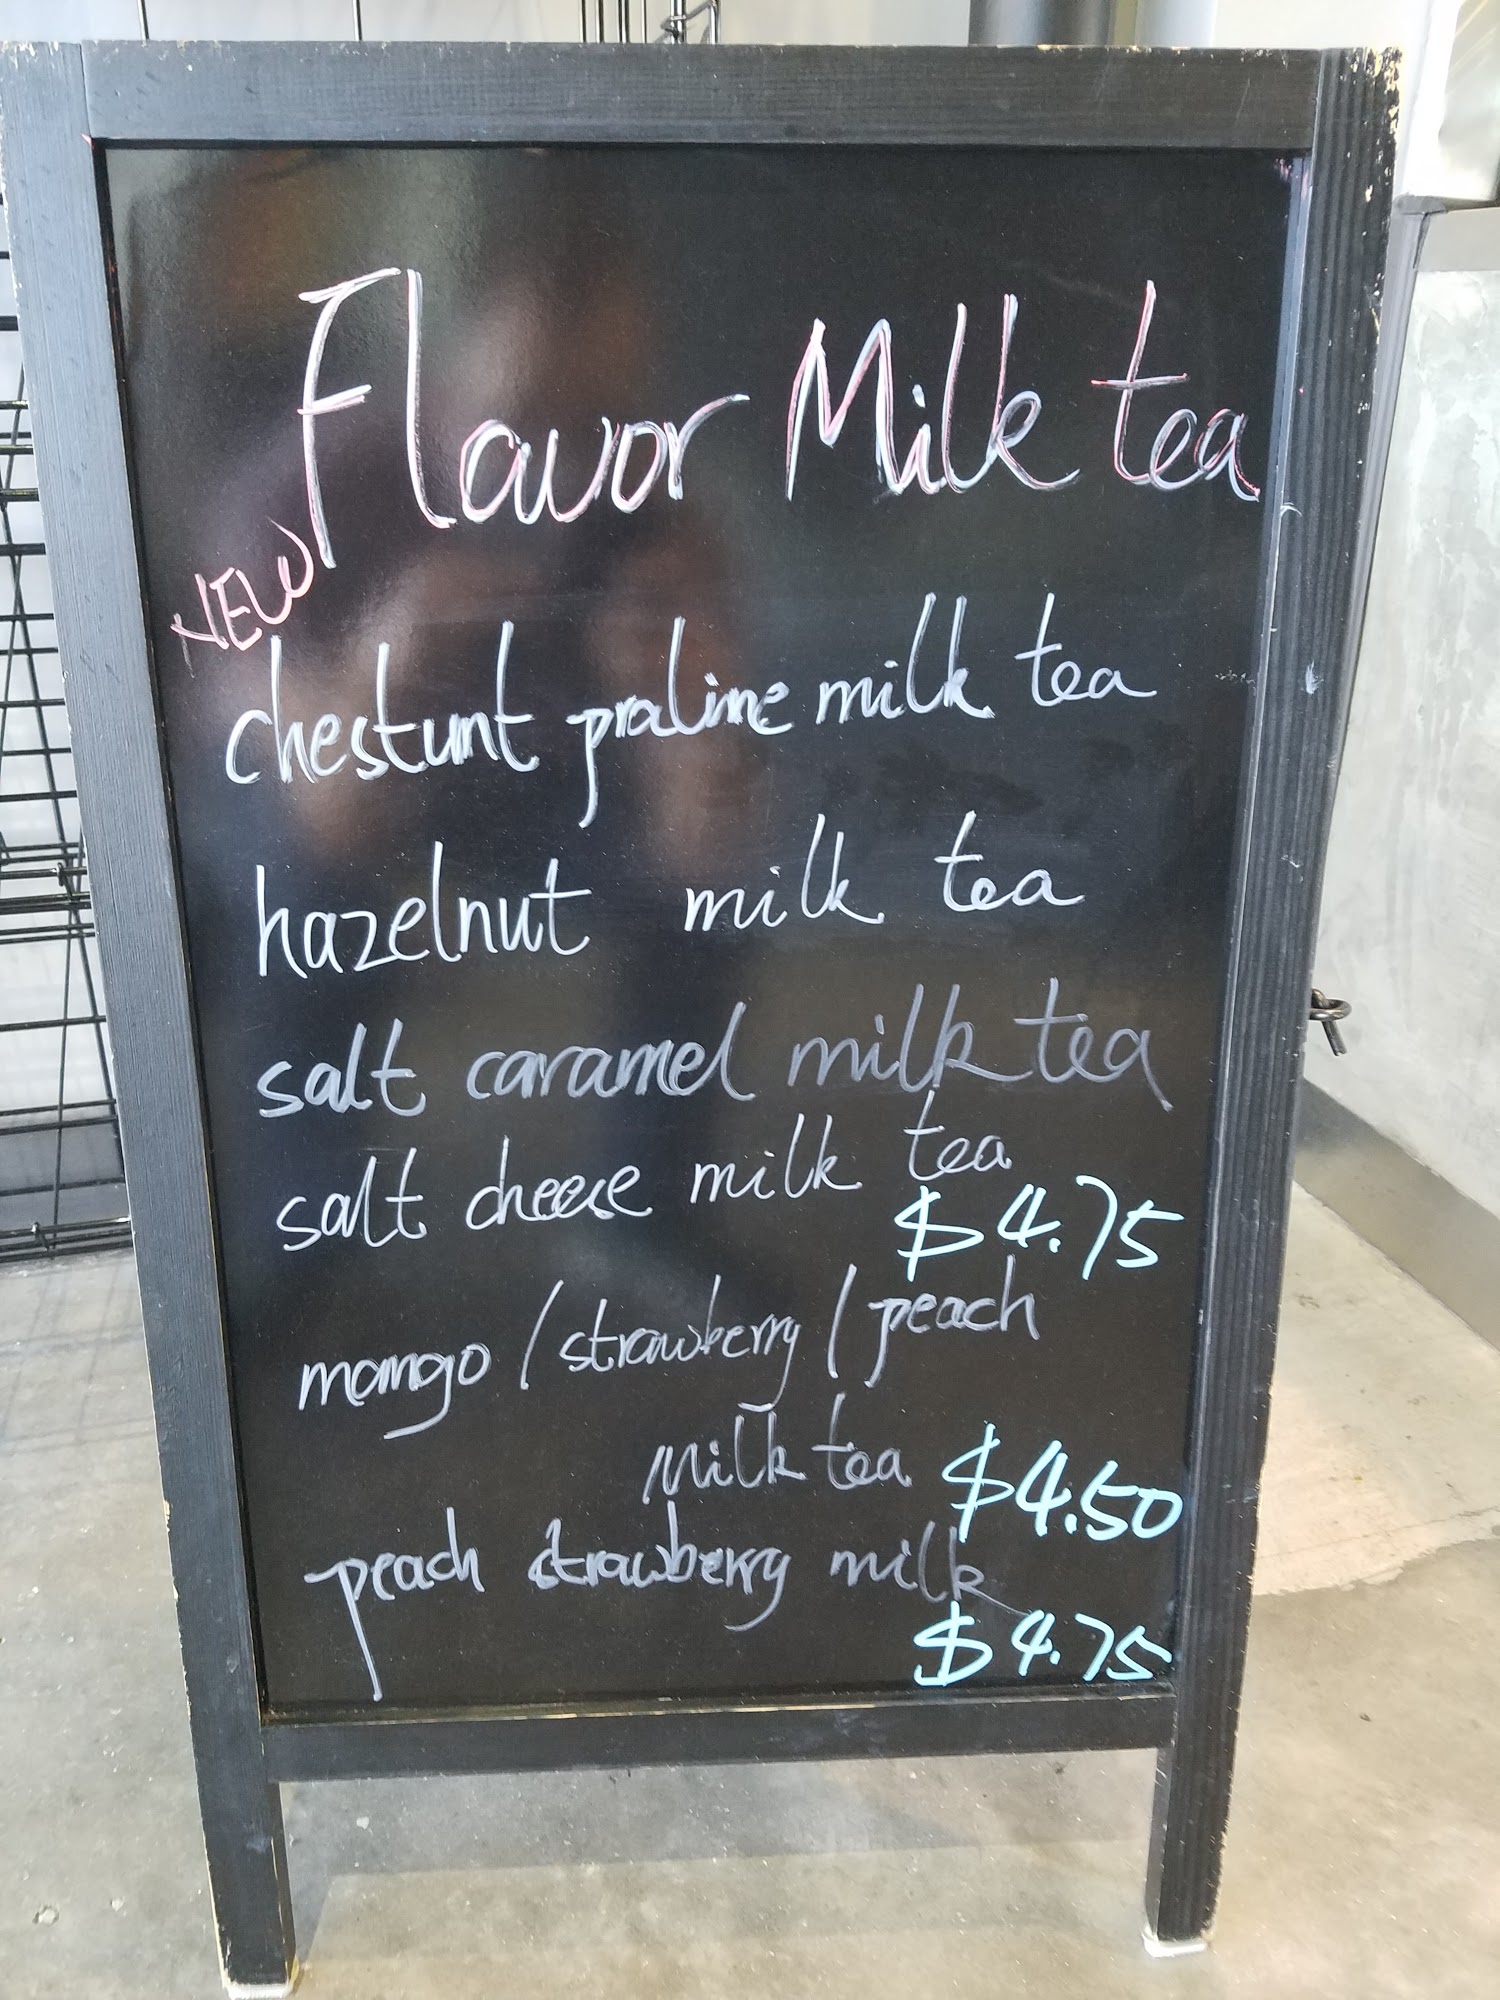 Flavor Milk tea
NEW
chestunt praline milk tea
hazelnut milk tea
salt caramel milk tea
salt cheese milk tea
$4.75
mango / strawberry / peach
milk tea $4.50
peach strawberry milk
$4.75